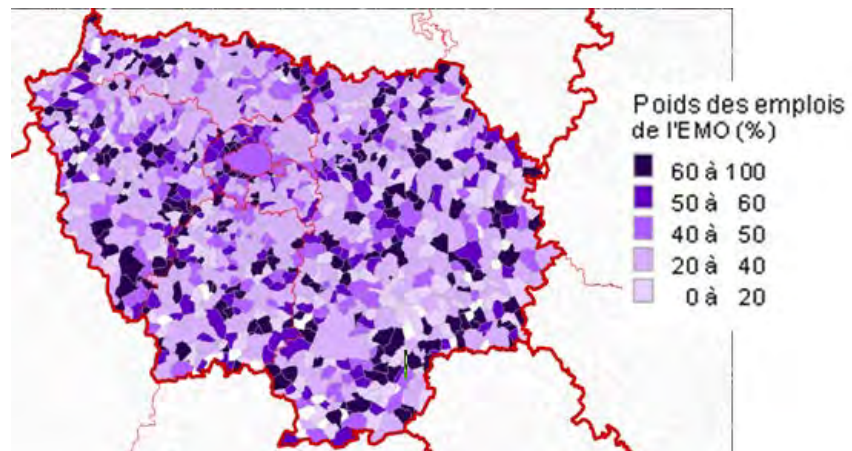 Poids des emplois
de l'EMO (%)
60 à 100
50 à 60
40 à 50
20 à 40
0 à 20